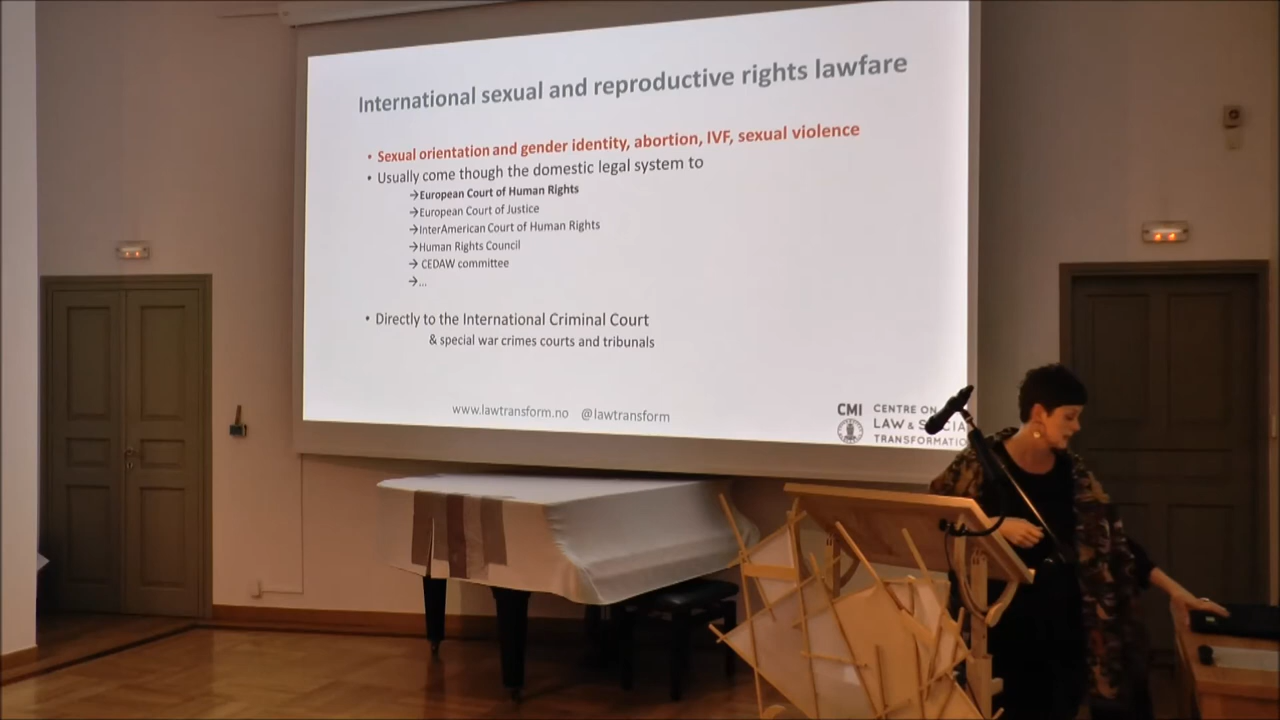 International sexual and reproductive rights lawfare
• Sexual orientation and gender identity, abortion, IVF, sexual violence
• Usually come though the domestic legal system to
→European Court of Human Rights
→European Court of Justice
→InterAmerican Court of Human Rights
→Human Rights Council
→ CEDAW committee
→...
• Directly to the International Criminal Court
& special war crimes courts and tribunals
www.lawtransform.no @lawtransform
CMI
CENTRE ON
LAW & S CIA
TRANSFORMATIO